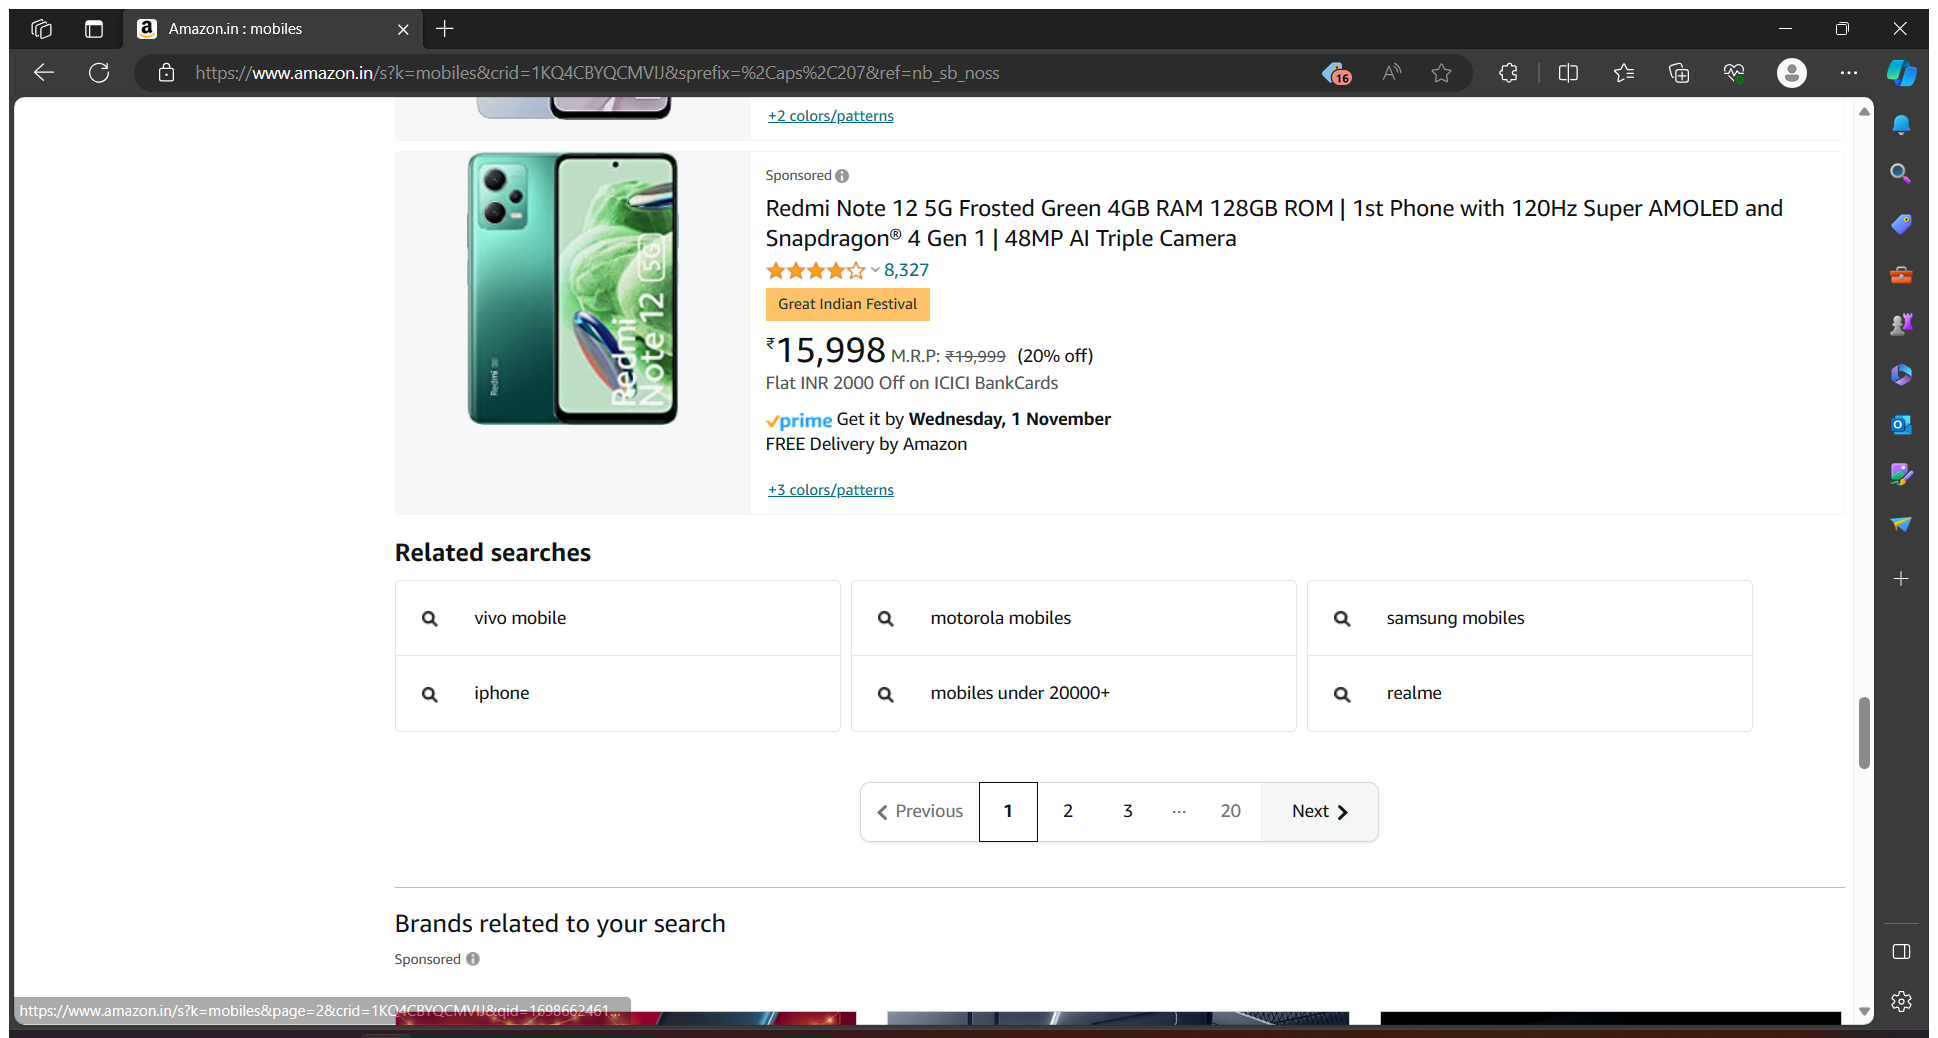 Amazon.in : mobiles
https://www.amazon.in/s?k=mobiles&crid=1KQ4CBYQCMVIJ&sprefix=%2Caps%2C207&ref=nb_sb_noss
16
+2 colors/patterns
Sponsored
Redmi Note 12 5G Frosted Green 4GB RAM 128GB ROM | 1st Phone with 120Hz Super AMOLED and
Snapdragon® 4 Gen 1 | 48MP AI Triple Camera
8,327
Great Indian Festival
₹15,998 M.R.P: ₹19,999 (20% off)
Flat INR 2000 Off on ICICI BankCards
prime Get it by Wednesday, 1 November
FREE Delivery by Amazon
+3 colors/patterns
Redmi
Redmi
Note 12 5G
Related searches
vivo mobile
motorola mobiles
samsung mobiles
iphone
mobiles under 20000+
realme
Previous 1 2 3 ... 20 Next
Brands related to your search
Sponsored
https://www.amazon.in/s?k=mobiles&page=2&crid=1KQ4CBYQCMVIJ&qid=1698662461...